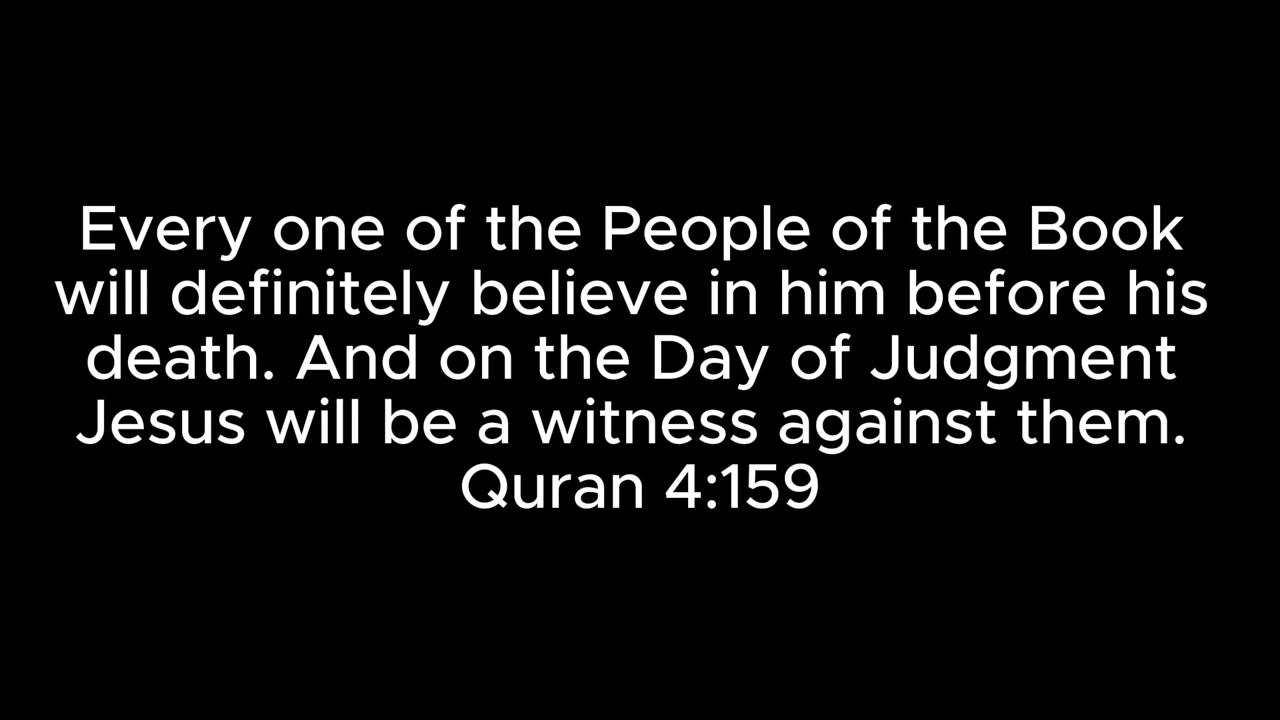 Every one of the People of the Book
will definitely believe in him before his
death. And on the Day of Judgment
Jesus will be a witness against them.
Quran 4:159